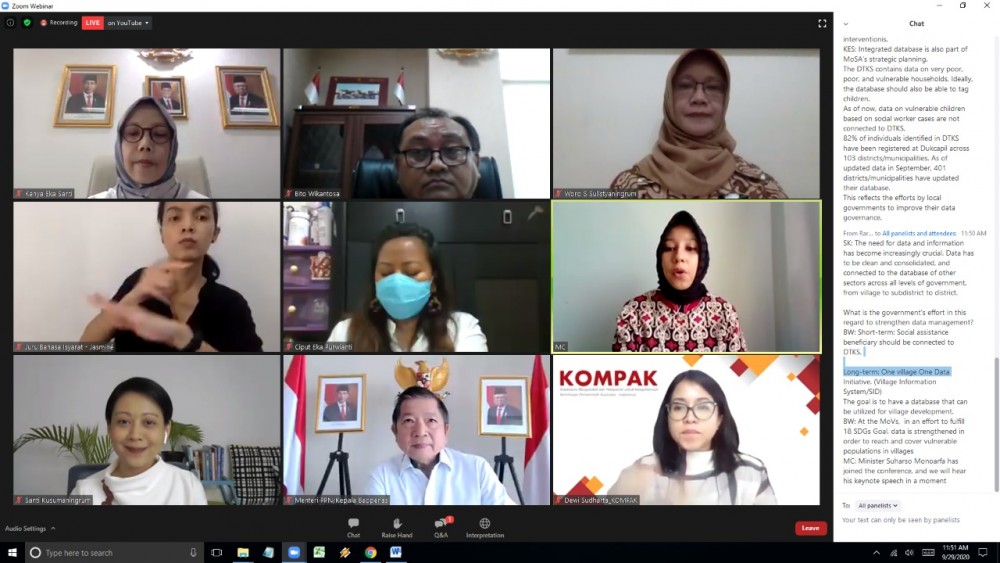 Zoom Webinar
Recording
LIVE on YouTube
Kanya Eka Santi
Bito Wikantosa
Woro S Sulistyaningrum
Juru Bahasa Isyarat - Jasmine
Ciput Eka Purwianti
MC
Santi Kusumaningrum
Menteri PPN/Kepala Bappenas
KOMPAK
Dewi Sudharta_KOMPAK
Audio Settings
Chat
Raise Hand
1
Q&A
Interpretation
Leave
Chat
interventionis.
KES: Integrated database is also part of
MoSA's strategic planning.
The DTKS contains data on very poor,
poor, and vulnerable households. Ideally,
the database should also be able to tag
children.
As of now, data on vulnerable children
based on social worker cases are not
connected to DTKS.
82% of individuals identified in DTKS
have been registered at Dukcapil across
103 districts/municipalities. As of
updated data in September, 401
districts/municipalities have updated
their database.
This reflects the efforts by local
governments to improve their data
governance.
From Rar... to All panelists and attendees 11:50 AM
SK: The need for data and information
has become increasingly crucial. Data has
to be clean and consolidated, and
connected to the database of other
sectors across all levels of government,
from village to subdistrict to district.
What is the government's effort in this
regard to strengthen data management?
BW: Short-term: Social assistance
beneficiary should be connected to
DTKS.
Long-term: One village One Data
Initiative. (Village Information
System/SID)
The goal is to have a database that can
be utilized for village development.
BW: At the MoVs, in an effort to fulfill
18 SDGs Goal, data is strengthened in
order to reach and cover vulnerable
populations in villages
MC: Minister Suharso Monoarfa has
joined the conference, and we will hear
his keynote speech in a moment
To: All panelists
Your text can only be seen by panelists
Type here to search
11:51 AM
9/29/2020